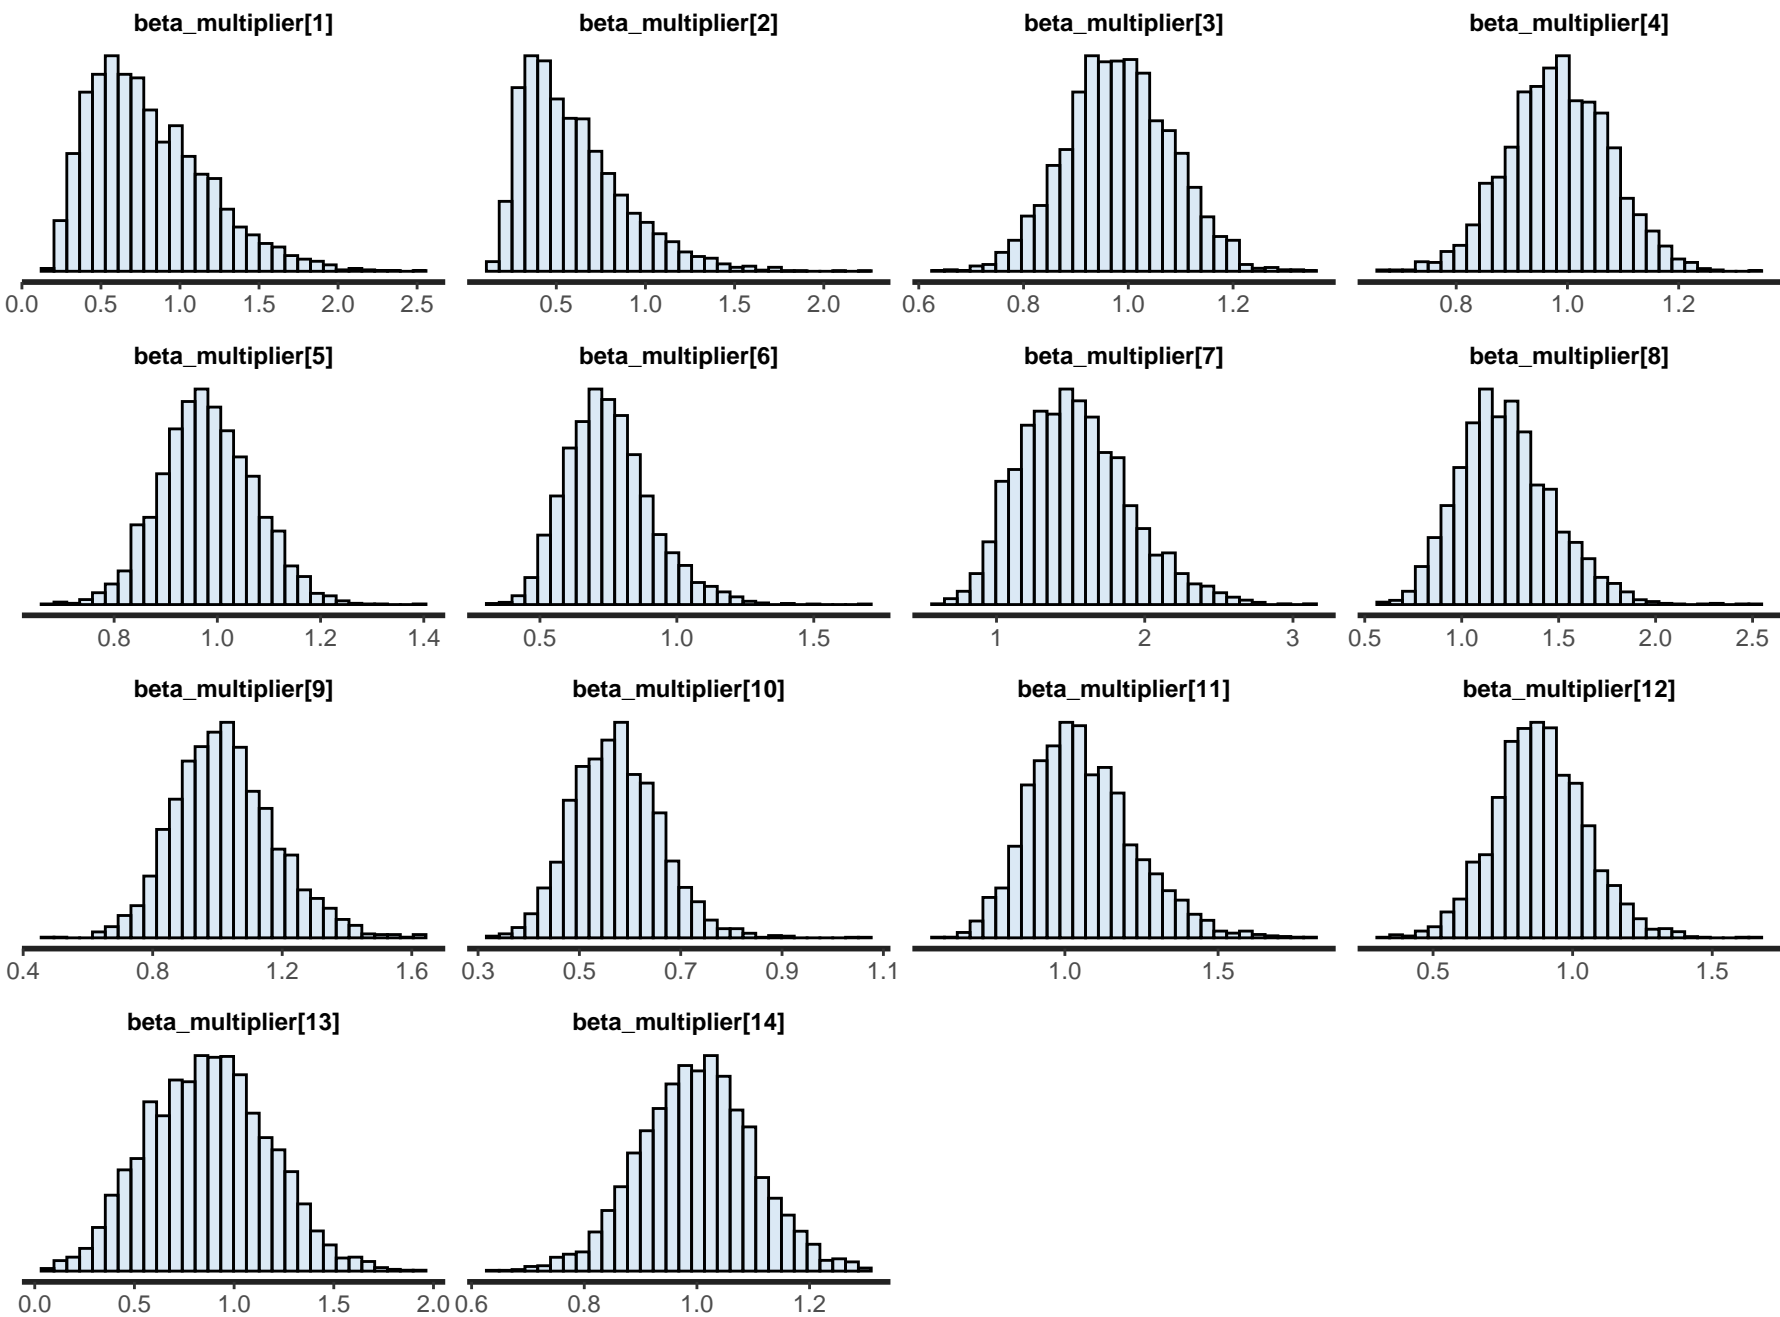 beta_multiplier[1] beta_multiplier[2] beta_multiplier[3] beta_multiplier[4]
0.0 0.5 1.0 1.5 2.0 2.5 0.5 1.0 1.5 2.0 0.6 0.8 1.0 1.2 0.8 1.0 1.2
beta_multiplier[5] beta_multiplier[6] beta_multiplier[7] beta_multiplier[8]
0.8 1.0 1.2 1.4 0.5 1.0 1.5 1 2 3 0.5 1.0 1.5 2.0 2.5
beta_multiplier[9] beta_multiplier[10] beta_multiplier[11] beta_multiplier[12]
0.4 0.8 1.2 1.6 0.3 0.5 0.7 0.9 1.1 1.0 1.5 0.5 1.0 1.5
beta_multiplier[13] beta_multiplier[14]
0.0 0.5 1.0 1.5 2.0 0.6 0.8 1.0 1.2